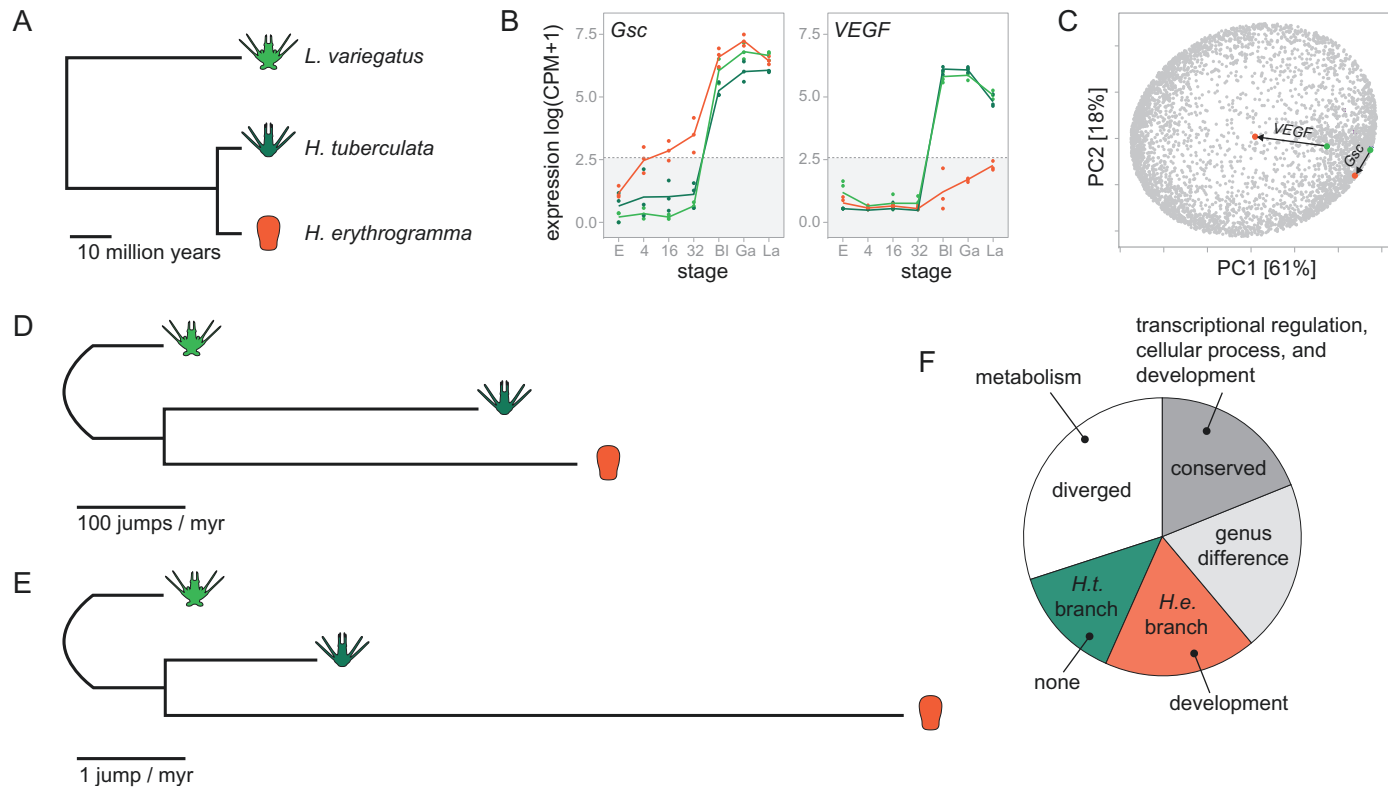 A
L. variegatus
H. tuberculata
H. erythrogramma
10 million years
B
Gsc
VEGF
expression log(CPM+1)
7.5
5.0
2.5
0.0
E 4 16 32 Bl Ga La
stage
7.5
5.0
2.5
0.0
E 4 16 32 Bl Ga La
stage
C
VEGF
Gsc
PC2 [18%]
PC1 [61%]
D
100 jumps / myr
E
1 jump / myr
F
transcriptional regulation,
cellular process, and
development
metabolism
conserved
diverged
genus
difference
H.t.
branch
H.e.
branch
none
development